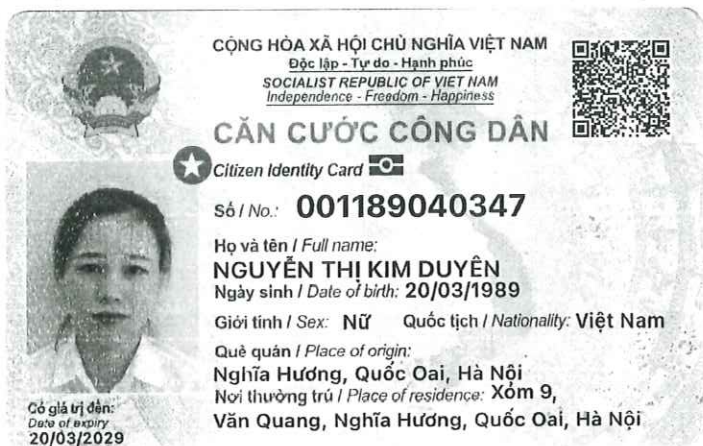 CỘNG HÒA XÃ HỘI CHỦ NGHĨA VIỆT NAM
Độc lập - Tự do - Hạnh phúc
SOCIALIST REPUBLIC OF VIET NAM
Independence - Freedom - Happiness
CĂN CƯỚC CÔNG DÂN
Citizen Identity Card
Số / No.: 001189040347
Họ và tên / Full name:
NGUYỄN THỊ KIM DUYÊN
Ngày sinh / Date of birth: 20/03/1989
Giới tính / Sex: Nữ Quốc tịch / Nationality: Việt Nam
Quê quán / Place of origin:
Nghĩa Hương, Quốc Oai, Hà Nội
Nơi thường trú / Place of residence: Xóm 9,
Văn Quang, Nghĩa Hương, Quốc Oai, Hà Nội
Có giá trị đến:
Date of expiry
20/03/2029